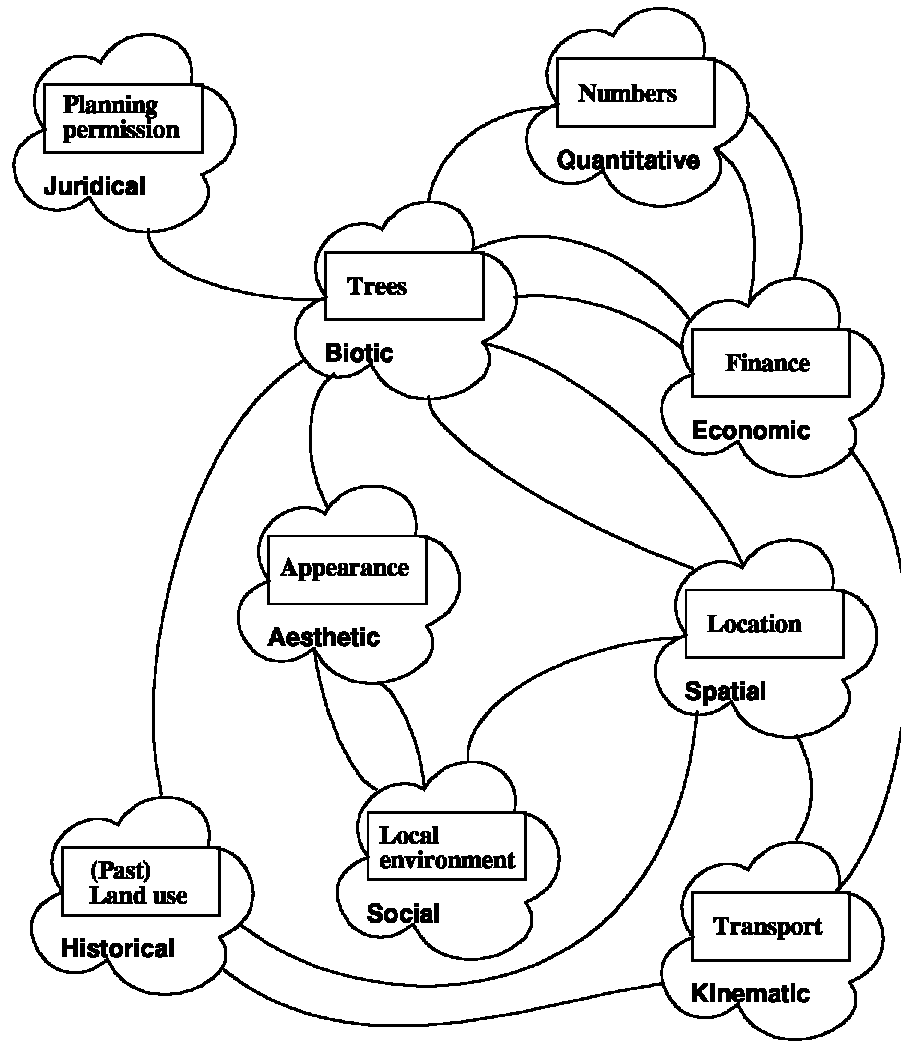 Numbers
Quantitative
Planning
permission
Juridical
Trees
Biotic
Finance
Economic
Appearance
Aesthetic
Location
Spatial
Local
environment
Social
(Past)
Land use
Historical
Transport
KInematic